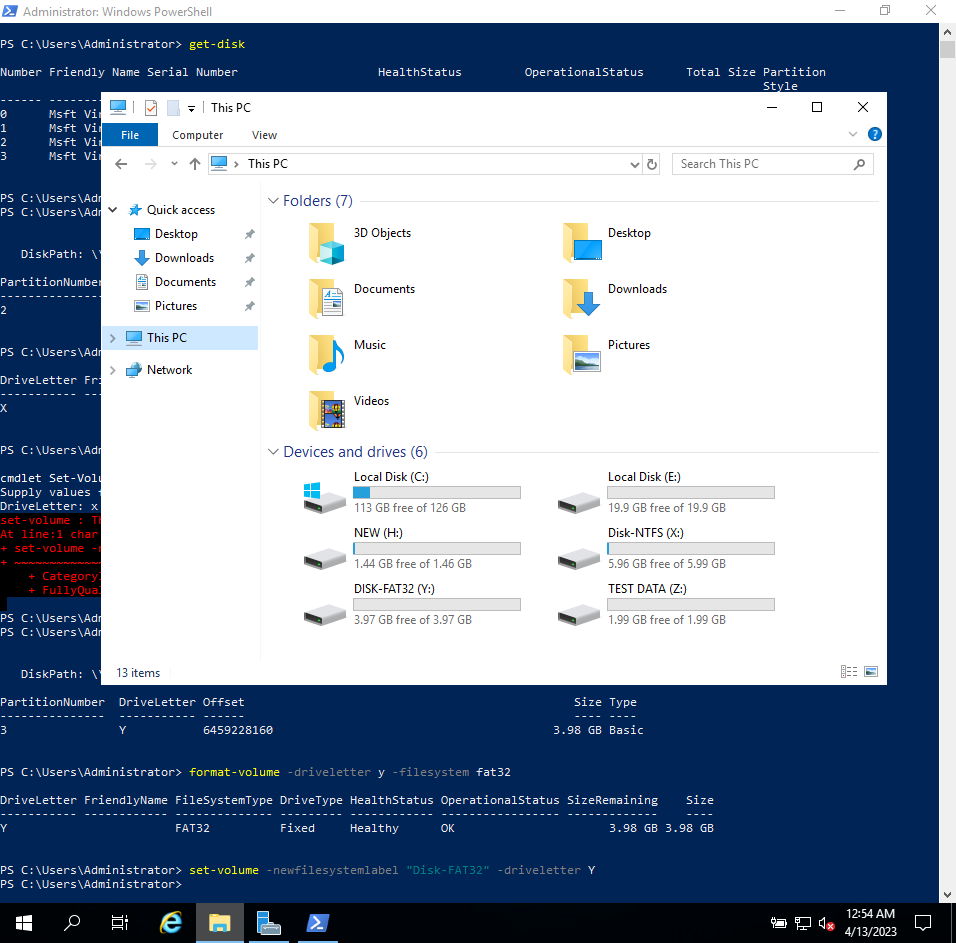 Administrator: Windows PowerShell
PS C:\Users\Administrator> get-disk
Number Friendly Name Serial Number HealthStatus OperationalStatus Total Size Partition
Style
------ -------
0 Msft Vir
1 Msft Vir
2 Msft Vir
3 Msft Vir
PS C:\Users\Adm
PS C:\Users\Adm
DiskPath: \\
PartitionNumber
---------------
2
PS C:\Users\Adm
DriveLetter Fri
----------- ---
X
PS C:\Users\Adm
cmdlet Set-Volu
Supply values f
DriveLetter: x
set-volume : Th
At line:1 char
+ set-volume -n
+ ~~~~~~~~~~~~~
+ CategoryI
+ FullyQual
PS C:\Users\Adm
PS C:\Users\Adm
DiskPath: \\
This PC
File Computer View
This PC
Search This PC
Quick access
Desktop
Downloads
Documents
Pictures
This PC
Network
Folders (7)
3D Objects
Desktop
Documents
Downloads
Music
Pictures
Videos
Devices and drives (6)
Local Disk (C:)
113 GB free of 126 GB
Local Disk (E:)
19.9 GB free of 19.9 GB
NEW (H:)
1.44 GB free of 1.46 GB
Disk-NTFS (X:)
5.96 GB free of 5.99 GB
DISK-FAT32 (Y:)
3.97 GB free of 3.97 GB
TEST DATA (Z:)
1.99 GB free of 1.99 GB
13 items
PartitionNumber DriveLetter Offset Size Type
--------------- ----------- ------ ---- ----
3 Y 6459228160 3.98 GB Basic
PS C:\Users\Administrator> format-volume -driveletter y -filesystem fat32
DriveLetter FriendlyName FileSystemType DriveType HealthStatus OperationalStatus SizeRemaining Size
----------- ------------ -------------- --------- ------------ ----------------- ------------- ----
Y FAT32 Fixed Healthy OK 3.98 GB 3.98 GB
PS C:\Users\Administrator> set-volume -newfilesystemlabel "Disk-FAT32" -driveletter Y
PS C:\Users\Administrator>
12:54 AM
4/13/2023